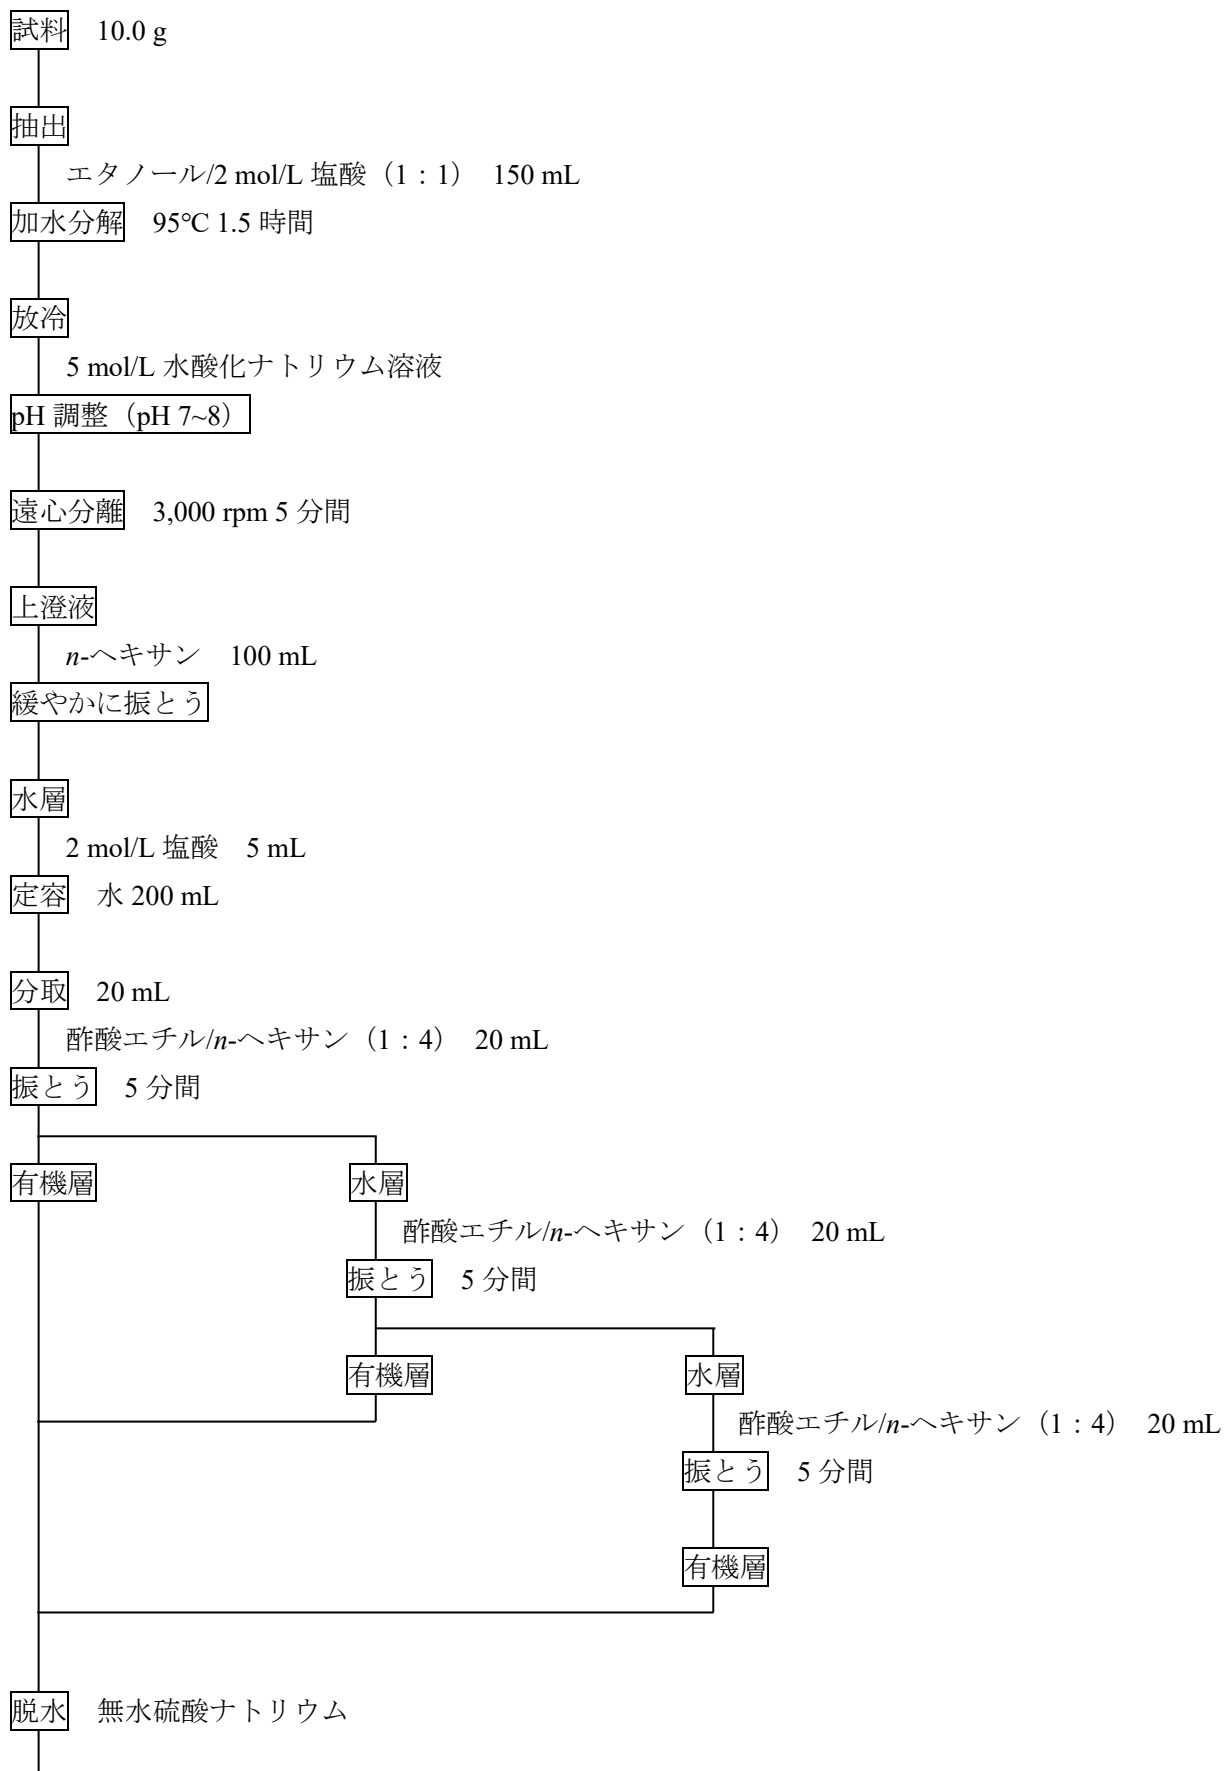 試料 10.0 g
抽出
エタノール/2 mol/L 塩酸（1：1） 150 mL
加水分解 95℃ 1.5 時間
放冷
5 mol/L 水酸化ナトリウム溶液
pH 調整（pH 7~8）
遠心分離 3,000 rpm 5 分間
上澄液
n-ヘキサン 100 mL
緩やかに振とう
水層
2 mol/L 塩酸 5 mL
定容 水 200 mL
分取 20 mL
酢酸エチル/n-ヘキサン（1：4） 20 mL
振とう 5 分間
有機層 水層
酢酸エチル/n-ヘキサン（1：4） 20 mL
振とう 5 分間
有機層 水層
酢酸エチル/n-ヘキサン（1：4） 20 mL
振とう 5 分間
有機層
脱水 無水硫酸ナトリウム